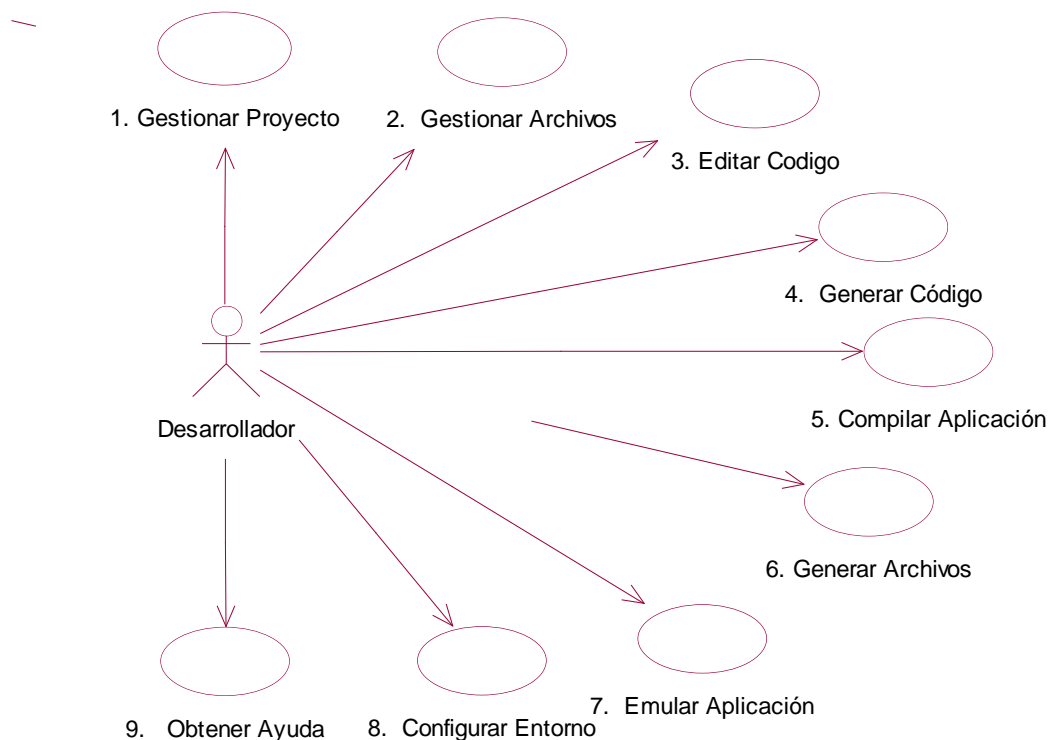 1. Gestionar Proyecto
2. Gestionar Archivos
3. Editar Codigo
4. Generar Código
5. Compilar Aplicación
Desarrollador
6. Generar Archivos
7. Emular Aplicación
8. Configurar Entorno
9. Obtener Ayuda